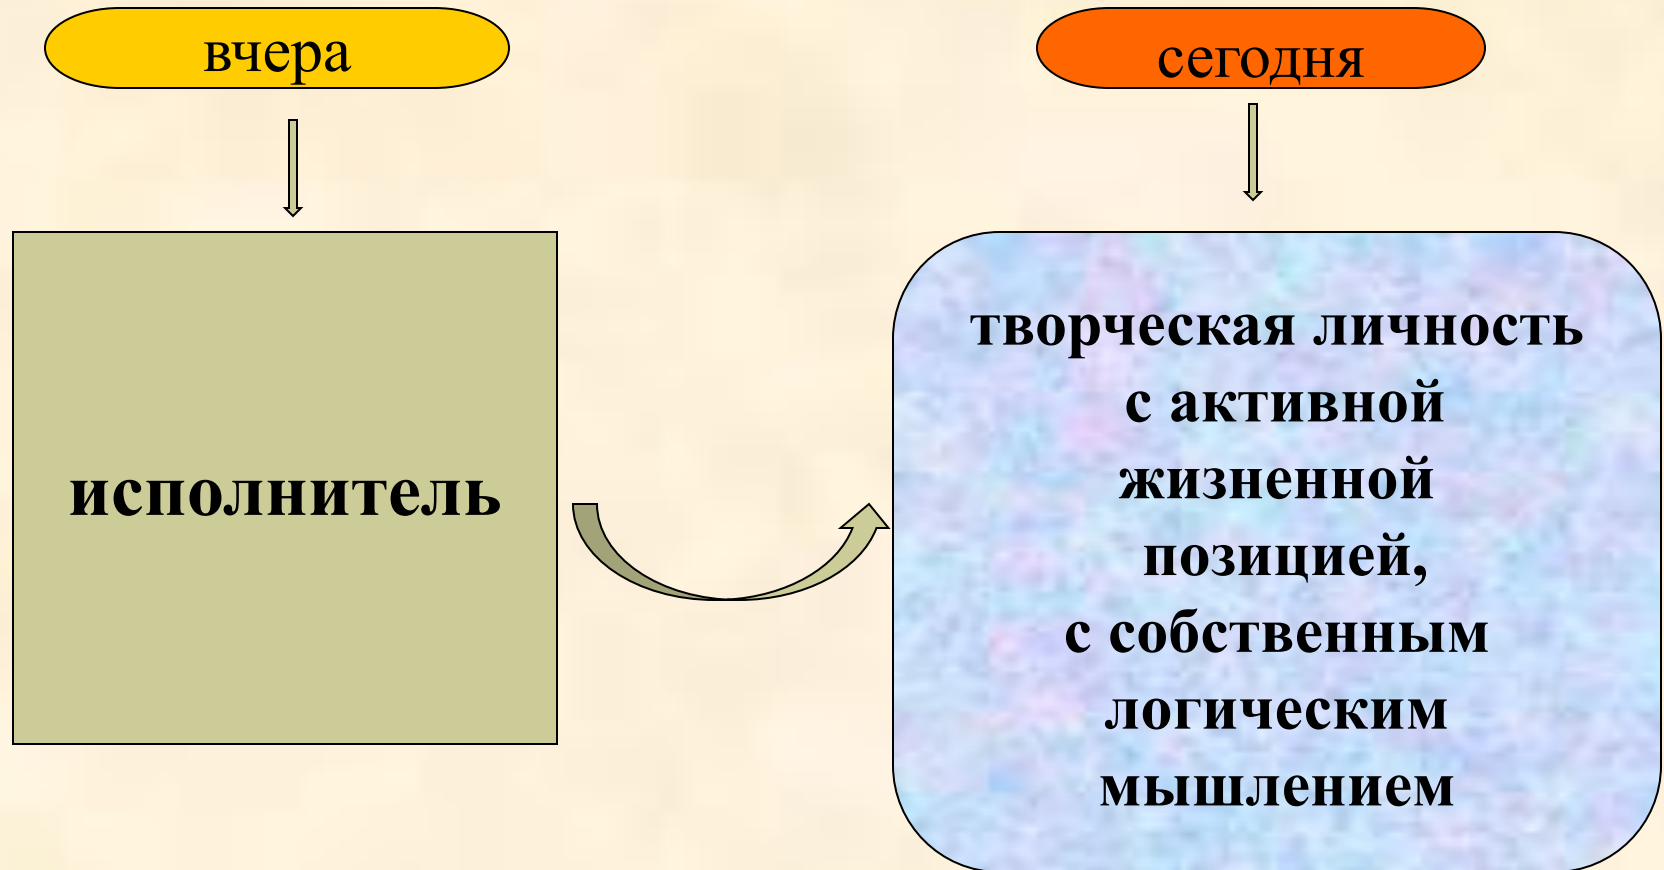 вчера
сегодня
исполнитель
творческая личность
с активной
жизненной
позицией,
с собственным
логическим
мышлением